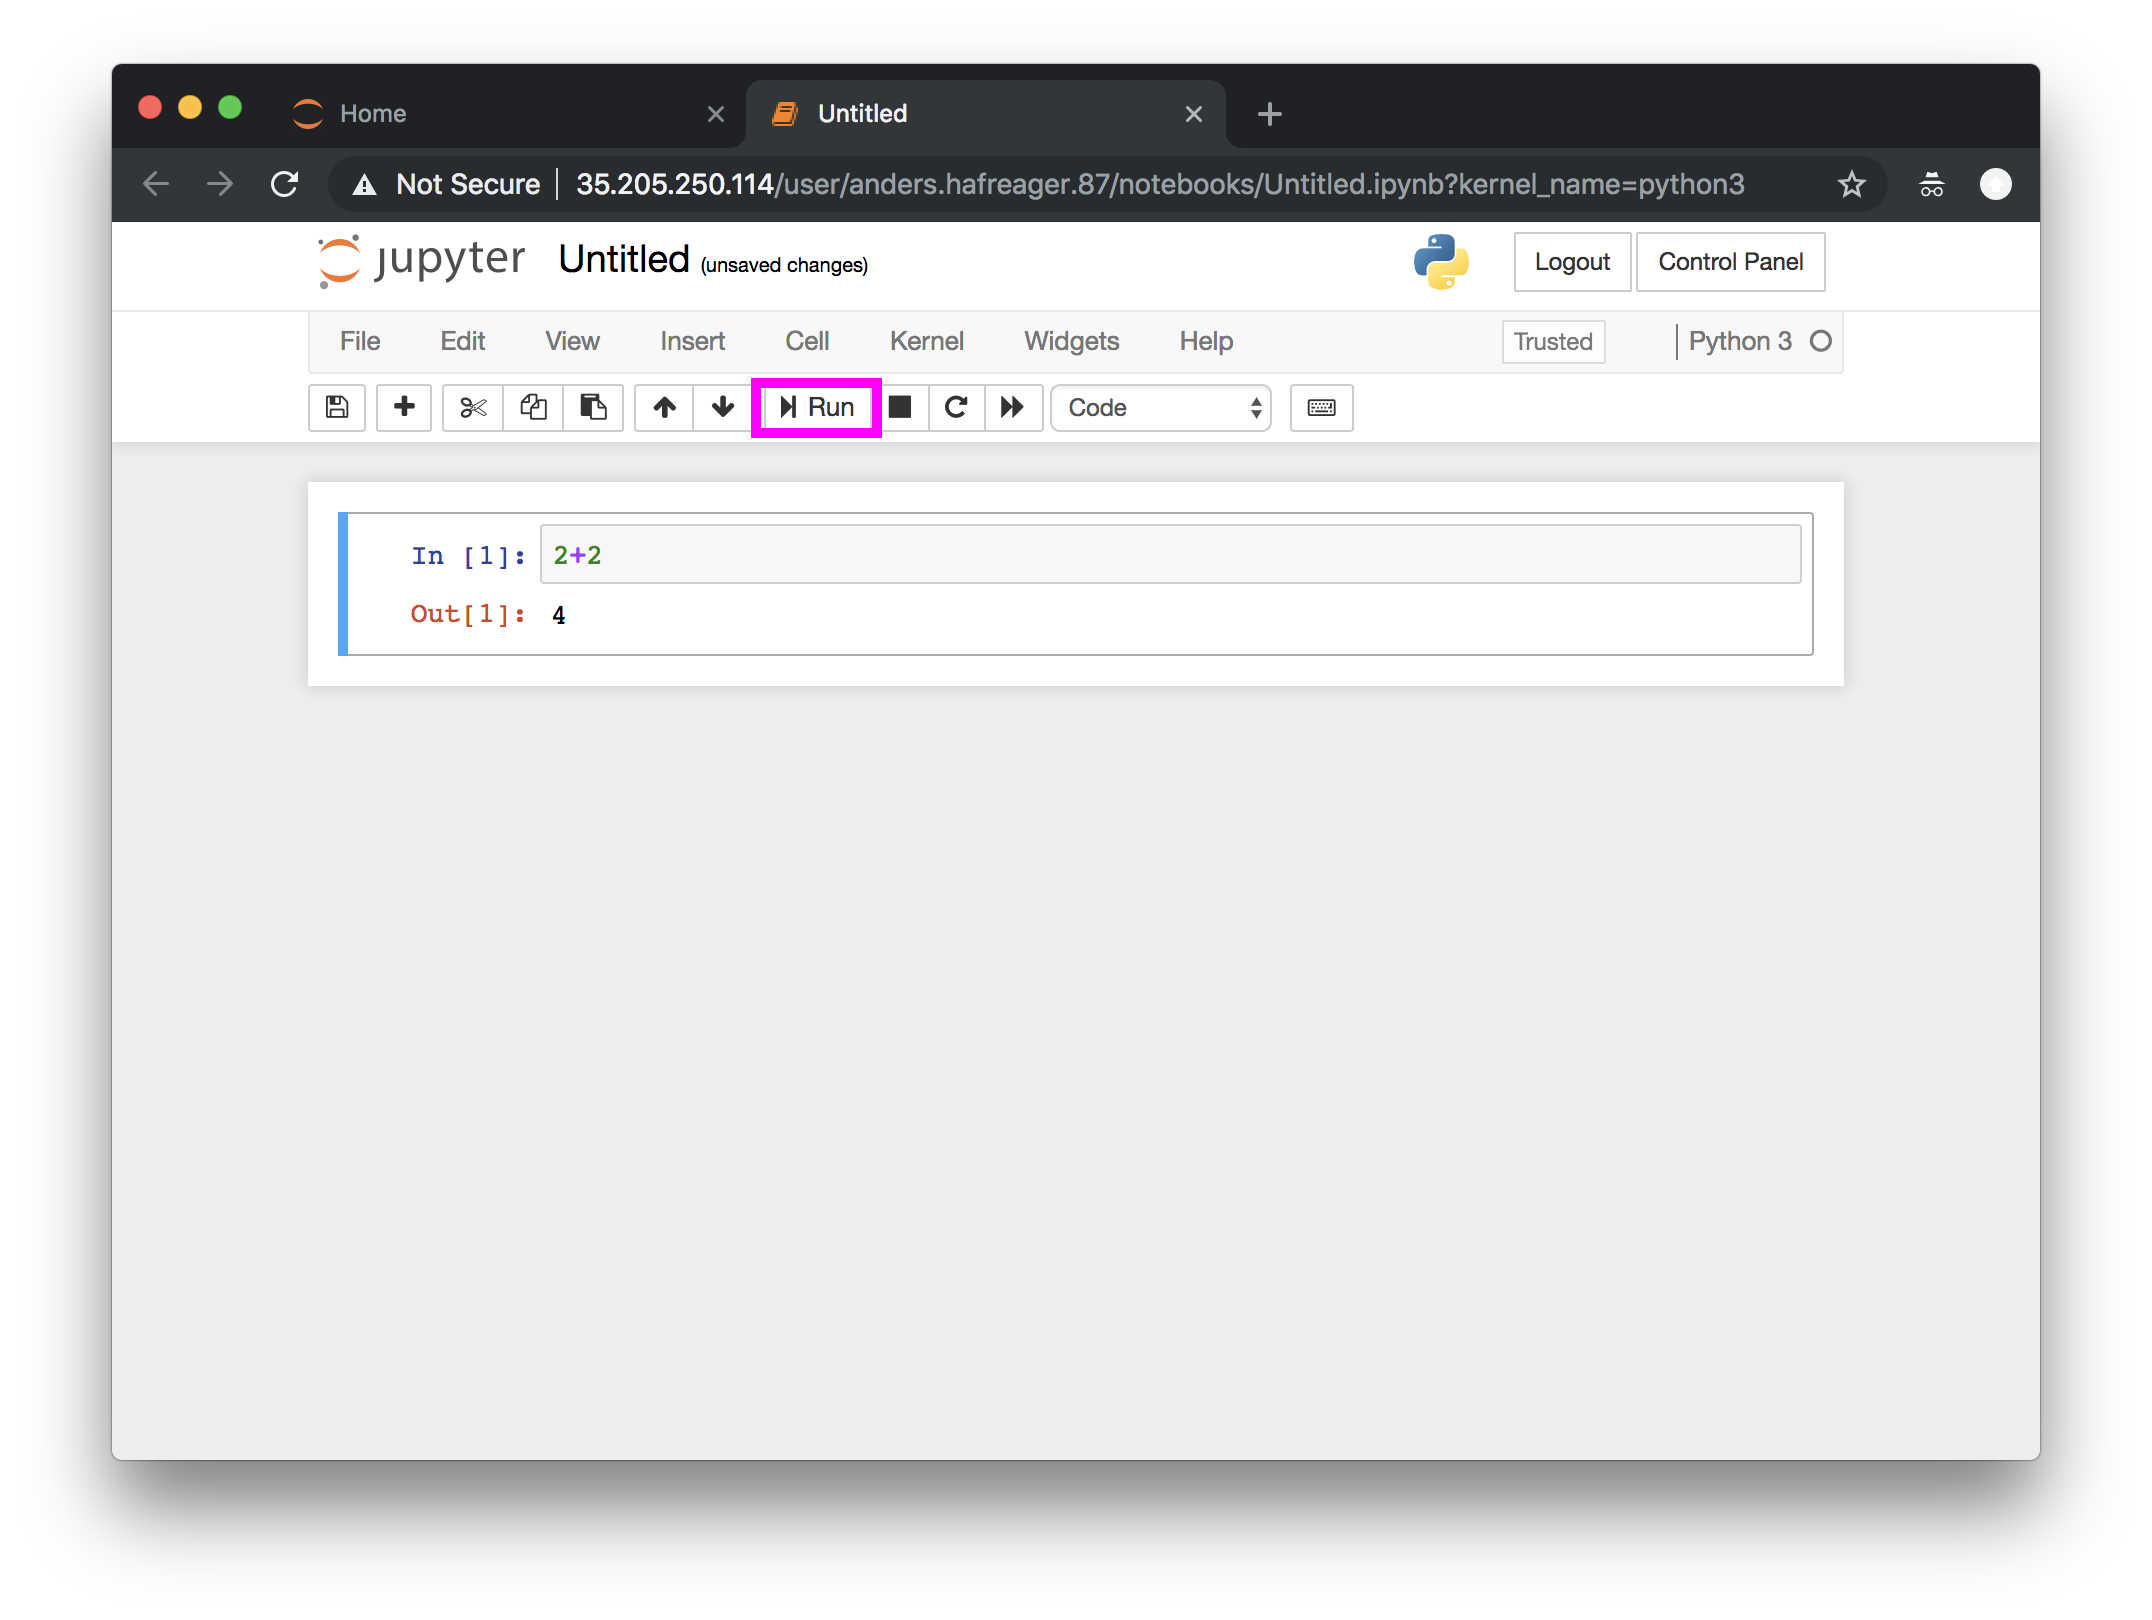 Home
Untitled
Not Secure
35.205.250.114/user/anders.hafreager.87/notebooks/Untitled.ipynb?kernel_name=python3
jupyter
Untitled (unsaved changes)
Logout
Control Panel
File Edit View Insert Cell Kernel Widgets Help
Trusted
Python 3
Run
Code
In [1]: 2+2
Out[1]: 4